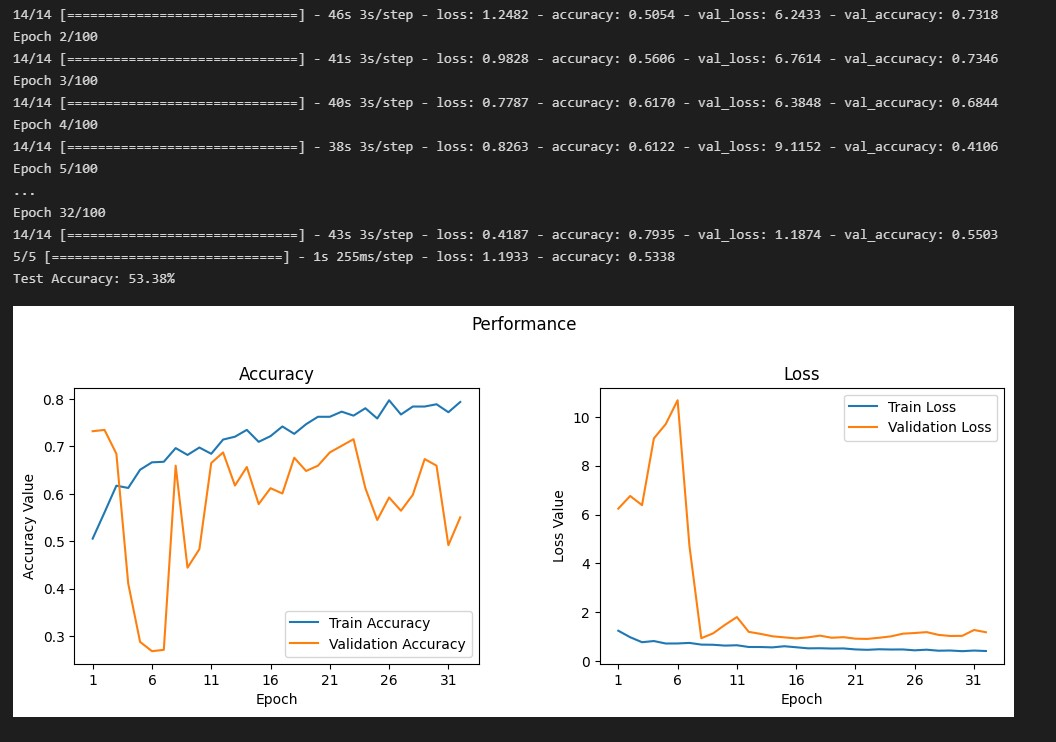 14/14 [==============================] - 46s 3s/step - loss: 1.2482 - accuracy: 0.5054 - val_loss: 6.2433 - val_accuracy: 0.7318
Epoch 2/100
14/14 [==============================] - 41s 3s/step - loss: 0.9828 - accuracy: 0.5606 - val_loss: 6.7614 - val_accuracy: 0.7346
Epoch 3/100
14/14 [==============================] - 40s 3s/step - loss: 0.7787 - accuracy: 0.6170 - val_loss: 6.3848 - val_accuracy: 0.6844
Epoch 4/100
14/14 [==============================] - 38s 3s/step - loss: 0.8263 - accuracy: 0.6122 - val_loss: 9.1152 - val_accuracy: 0.4106
Epoch 5/100
...
Epoch 32/100
14/14 [==============================] - 43s 3s/step - loss: 0.4187 - accuracy: 0.7935 - val_loss: 1.1874 - val_accuracy: 0.5503
5/5 [==============================] - 1s 255ms/step - loss: 1.1933 - accuracy: 0.5338
Test Accuracy: 53.38%
Performance
Accuracy
0.8
0.7
0.6
0.5
0.4
0.3
Accuracy Value
Train Accuracy
Validation Accuracy
1 6 11 16 21 26 31
Epoch
Loss
10
8
6
4
2
0
Loss Value
Train Loss
Validation Loss
1 6 11 16 21 26 31
Epoch